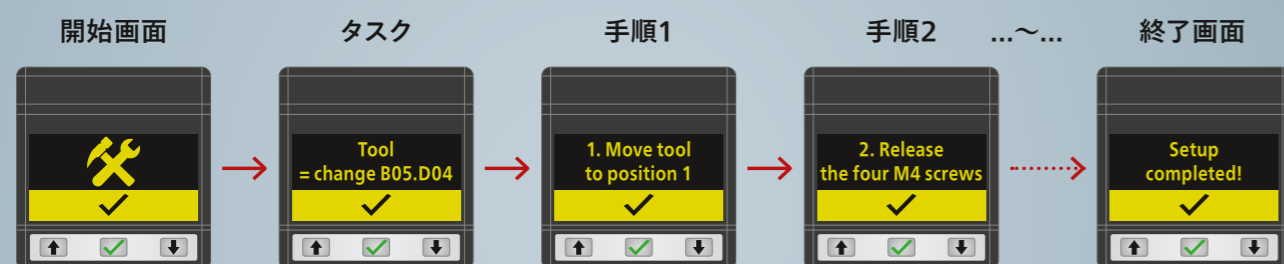 開始画面
タスク
手順1
手順2
...～...
終了画面
Tool
= change B05.D04
1. Move tool
to position 1
2. Release
the four M4 screws
Setup
completed!